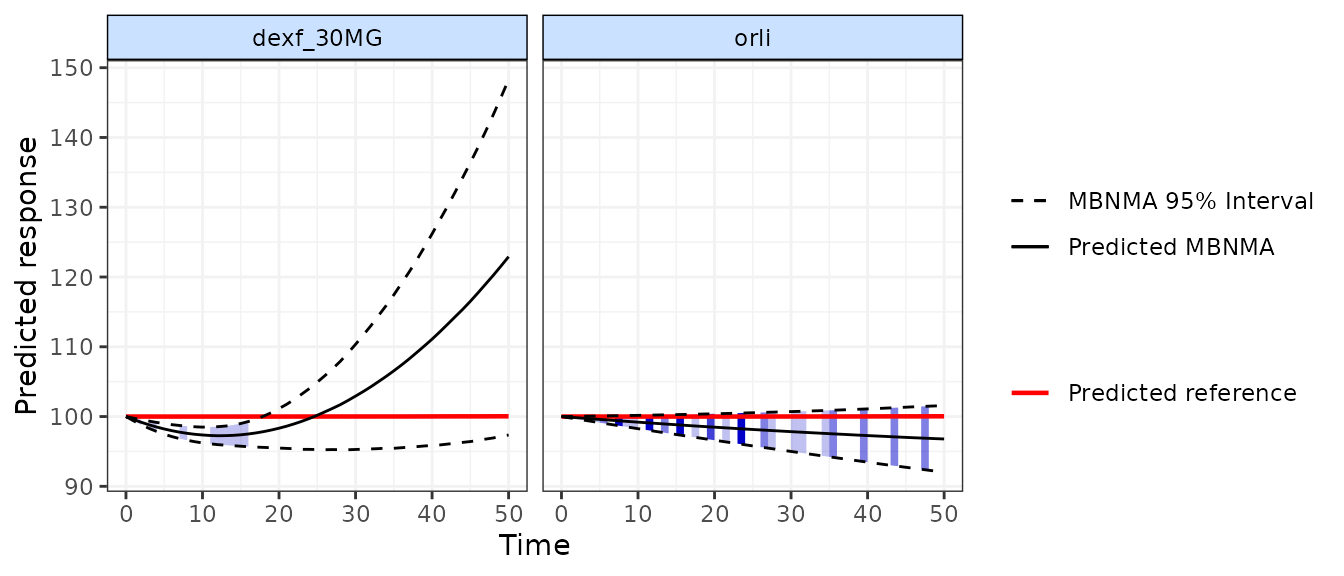 dexf_30MG
orli
150
140
130
120
110
100
90
Predicted response
0 10 20 30 40 50
0 10 20 30 40 50
Time
MBNMA 95% Interval
Predicted MBNMA
Predicted reference